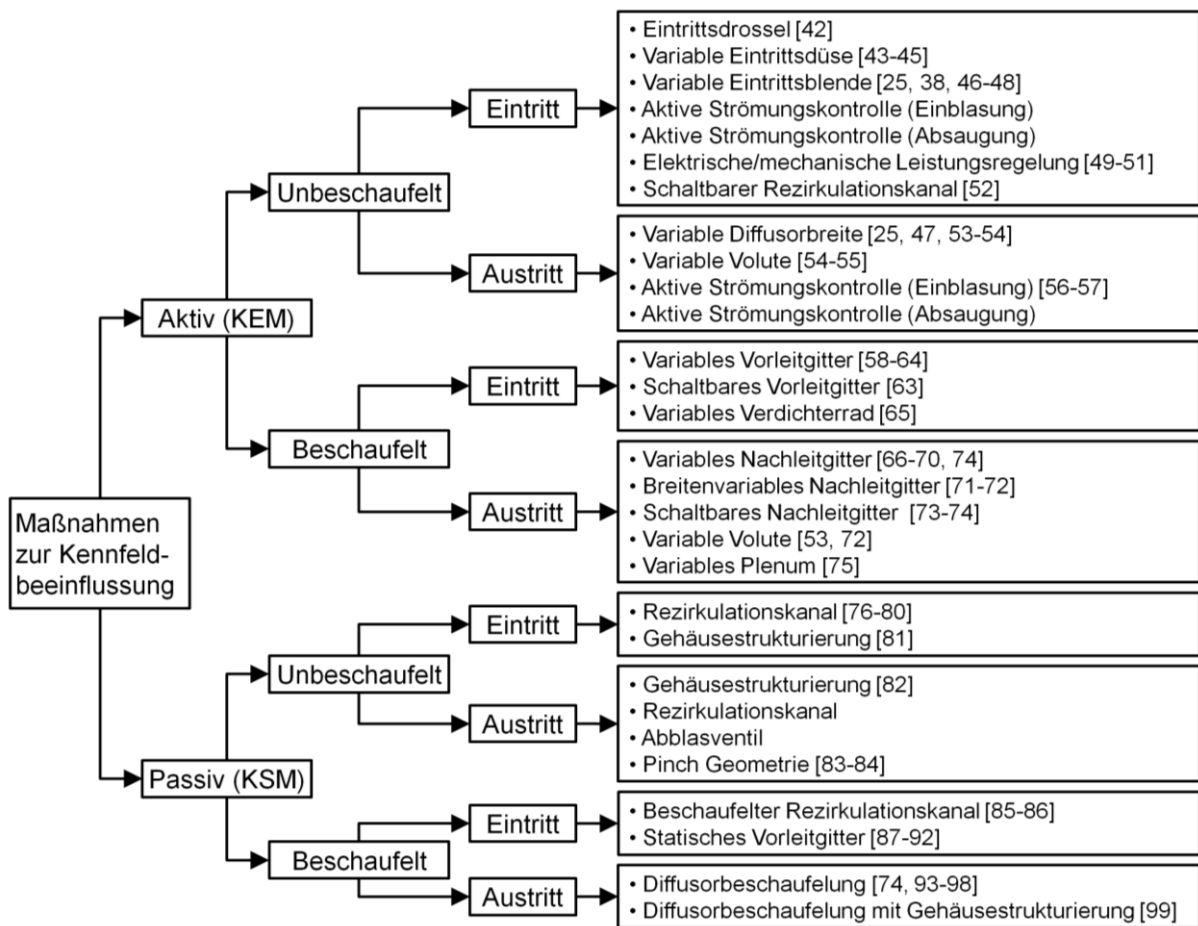 Maßnahmen
zur Kennfeld-
beeinflussung
Aktiv (KEM)
Unbeschaufelt
Eintritt
• Eintrittsdrossel [42]
• Variable Eintrittsdüse [43-45]
• Variable Eintrittsblende [25, 38, 46-48]
• Aktive Strömungskontrolle (Einblasung)
• Aktive Strömungskontrolle (Absaugung)
• Elektrische/mechanische Leistungsregelung [49-51]
• Schaltbarer Rezirkulationskanal [52]
Austritt
• Variable Diffusorbreite [25, 47, 53-54]
• Variable Volute [54-55]
• Aktive Strömungskontrolle (Einblasung) [56-57]
• Aktive Strömungskontrolle (Absaugung)
Beschaufelt
Eintritt
• Variables Vorleitgitter [58-64]
• Schaltbares Vorleitgitter [63]
• Variables Verdichterrad [65]
Austritt
• Variables Nachleitgitter [66-70, 74]
• Breitenvariables Nachleitgitter [71-72]
• Schaltbares Nachleitgitter [73-74]
• Variable Volute [53, 72]
• Variables Plenum [75]
Passiv (KSM)
Unbeschaufelt
Eintritt
• Rezirkulationskanal [76-80]
• Gehäusestrukturierung [81]
Austritt
• Gehäusestrukturierung [82]
• Rezirkulationskanal
• Abblasventil
• Pinch Geometrie [83-84]
Beschaufelt
Eintritt
• Beschaufelter Rezirkulationskanal [85-86]
• Statisches Vorleitgitter [87-92]
Austritt
• Diffusorbeschaufelung [74, 93-98]
• Diffusorbeschaufelung mit Gehäusestrukturierung [99]